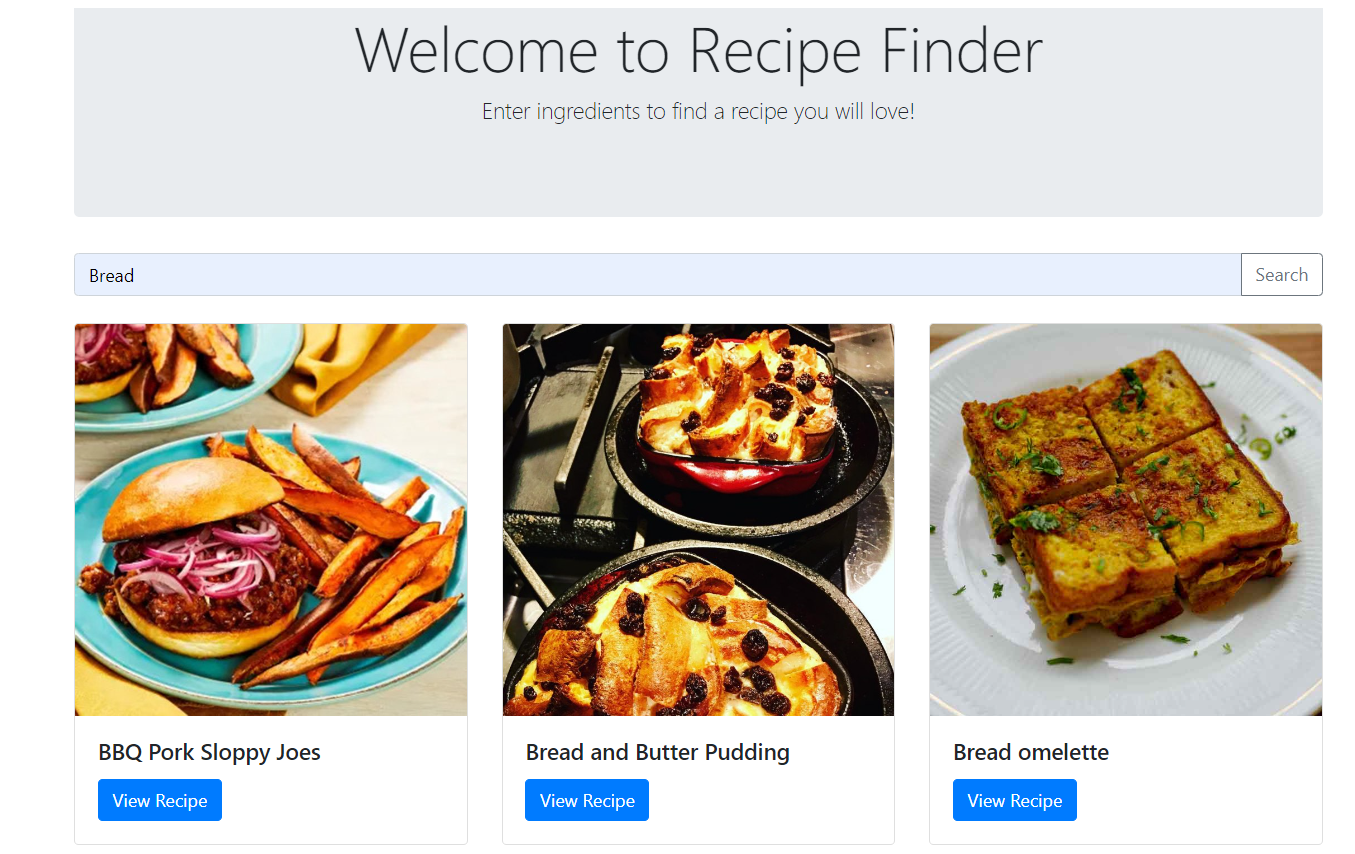 Welcome to Recipe Finder
Enter ingredients to find a recipe you will love!
Bread
Search
BBQ Pork Sloppy Joes
View Recipe
Bread and Butter Pudding
View Recipe
Bread omelette
View Recipe